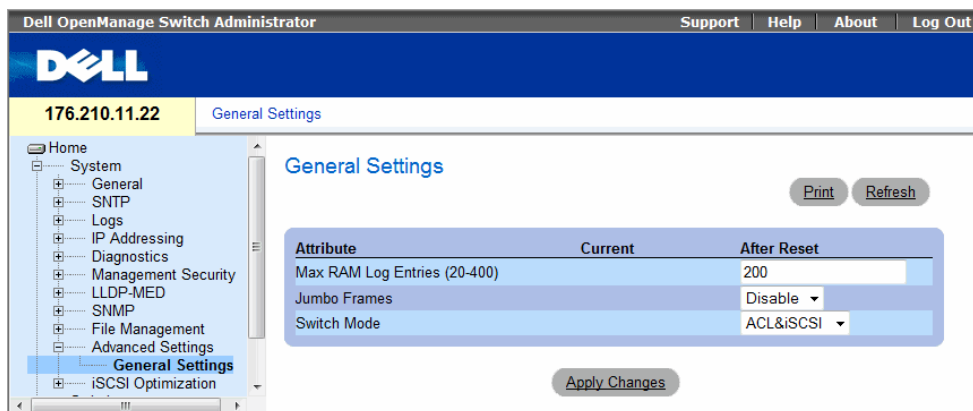 Dell OpenManage Switch Administrator Support Help About Log Out
DELL
176.210.11.22 General Settings
Home
System
General
SNTP
Logs
IP Addressing
Diagnostics
Management Security
LLDP-MED
SNMP
File Management
Advanced Settings
General Settings
iSCSI Optimization
General Settings
Print Refresh
Attribute Current After Reset
Max RAM Log Entries (20-400) 200
Jumbo Frames Disable
Switch Mode ACL&iSCSI
Apply Changes